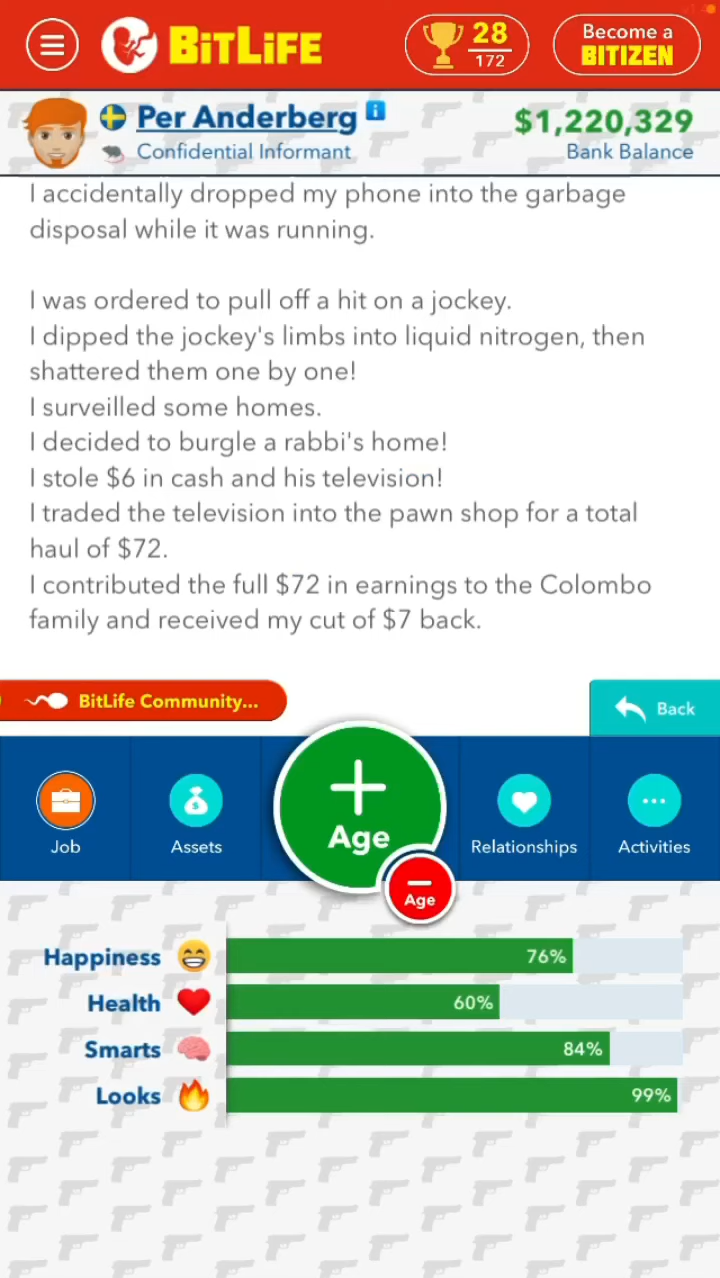 BitLife
28
172
Become a
BITIZEN
Per Anderberg
$1,220,329
Confidential Informant
Bank Balance
I accidentally dropped my phone into the garbage
disposal while it was running.
I was ordered to pull off a hit on a jockey.
I dipped the jockey's limbs into liquid nitrogen, then
shattered them one by one!
I surveilled some homes.
I decided to burgle a rabbi's home!
I stole $6 in cash and his television!
I traded the television into the pawn shop for a total
haul of $72.
I contributed the full $72 in earnings to the Colombo
family and received my cut of $7 back.
BitLife Community...
Back
Job
Assets
Age
Age
Relationships
Activities
Happiness 76%
Health 60%
Smarts 84%
Looks 99%